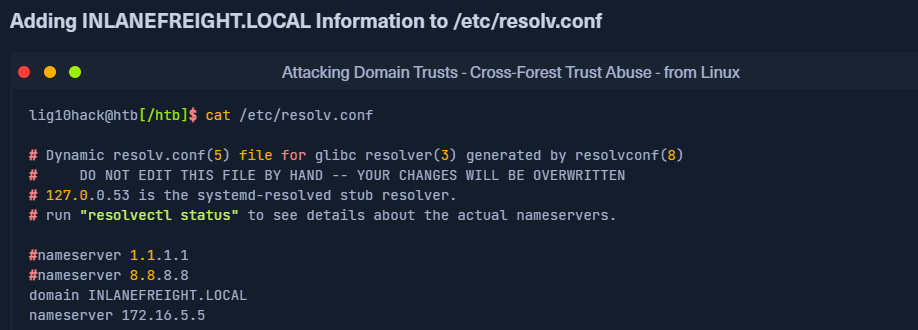 Adding INLANEFREIGHT.LOCAL Information to /etc/resolv.conf
Attacking Domain Trusts - Cross-Forest Trust Abuse - from Linux
lig10hack@htb[/htb]$ cat /etc/resolv.conf
# Dynamic resolv.conf(5) file for glibc resolver(3) generated by resolvconf(8)
#     DO NOT EDIT THIS FILE BY HAND -- YOUR CHANGES WILL BE OVERWRITTEN
# 127.0.0.53 is the systemd-resolved stub resolver.
# run "resolvectl status" to see details about the actual nameservers.
#nameserver 1.1.1.1
#nameserver 8.8.8.8
domain INLANEFREIGHT.LOCAL
nameserver 172.16.5.5